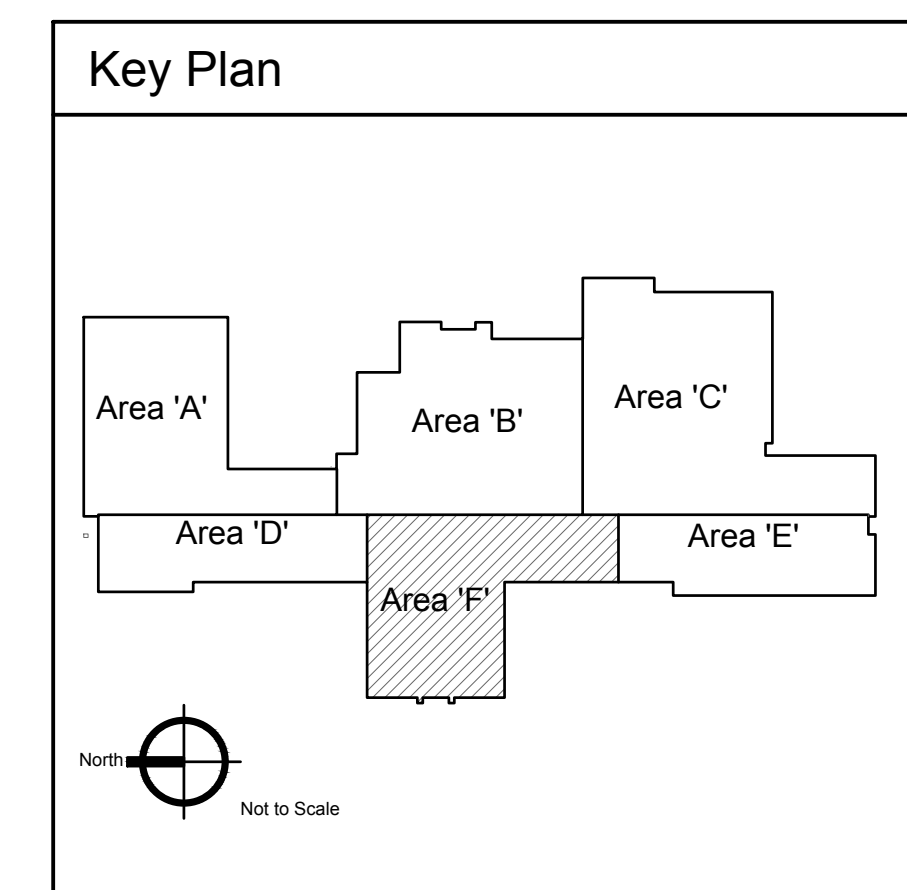 Key Plan
Area 'A'
Area 'B'
Area 'C'
Area 'D'
Area 'E'
Area 'F'
North
Not to Scale